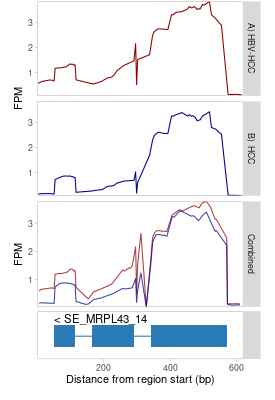 3
2
1
A) HBV-HCC
FPM
3
2
1
B) HCC
3
2
1
Combined
FPM
< SE_MRPL43_14
200
400
600
Distance from region start (bp)